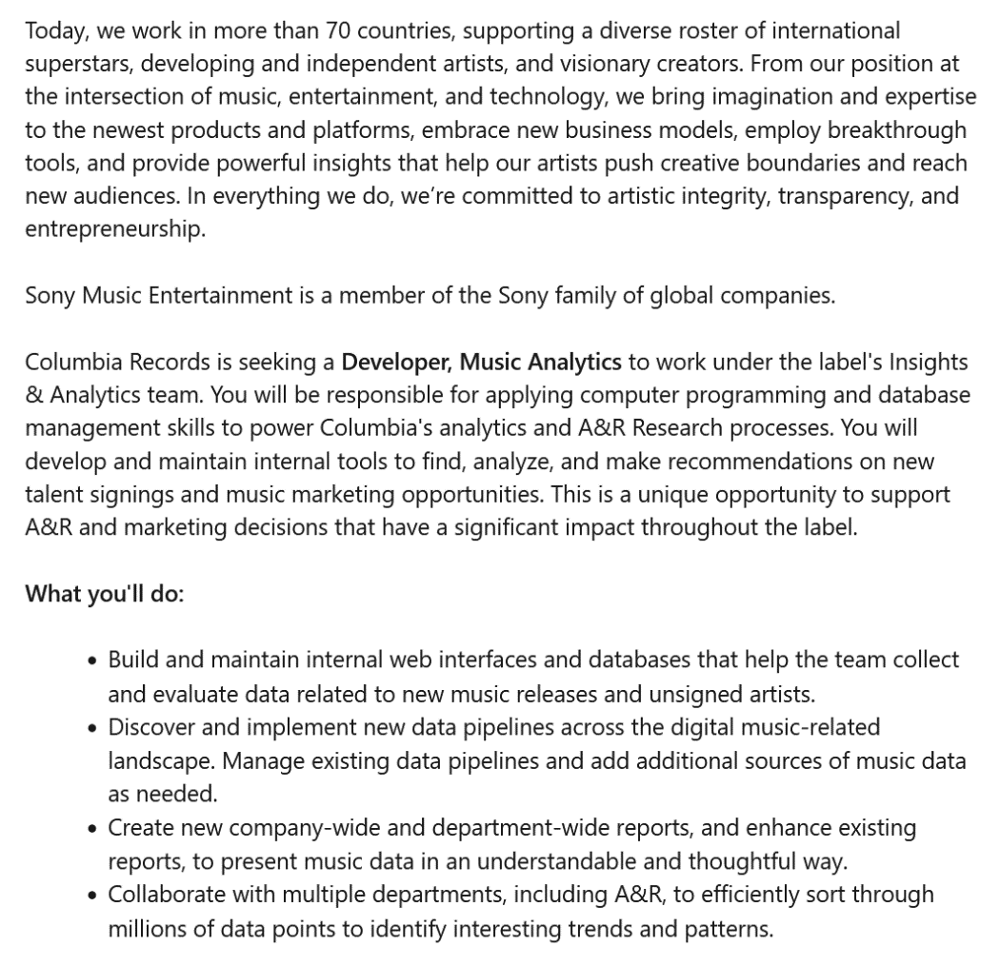 Today, we work in more than 70 countries, supporting a diverse roster of international
superstars, developing and independent artists, and visionary creators. From our position at
the intersection of music, entertainment, and technology, we bring imagination and expertise
to the newest products and platforms, embrace new business models, employ breakthrough
tools, and provide powerful insights that help our artists push creative boundaries and reach
new audiences. In everything we do, we’re committed to artistic integrity, transparency, and
entrepreneurship.
Sony Music Entertainment is a member of the Sony family of global companies.
Columbia Records is seeking a Developer, Music Analytics to work under the label's Insights
& Analytics team. You will be responsible for applying computer programming and database
management skills to power Columbia's analytics and A&R Research processes. You will
develop and maintain internal tools to find, analyze, and make recommendations on new
talent signings and music marketing opportunities. This is a unique opportunity to support
A&R and marketing decisions that have a significant impact throughout the label.
What you'll do:
• Build and maintain internal web interfaces and databases that help the team collect
and evaluate data related to new music releases and unsigned artists.
• Discover and implement new data pipelines across the digital music-related
landscape. Manage existing data pipelines and add additional sources of music data
as needed.
• Create new company-wide and department-wide reports, and enhance existing
reports, to present music data in an understandable and thoughtful way.
• Collaborate with multiple departments, including A&R, to efficiently sort through
millions of data points to identify interesting trends and patterns.